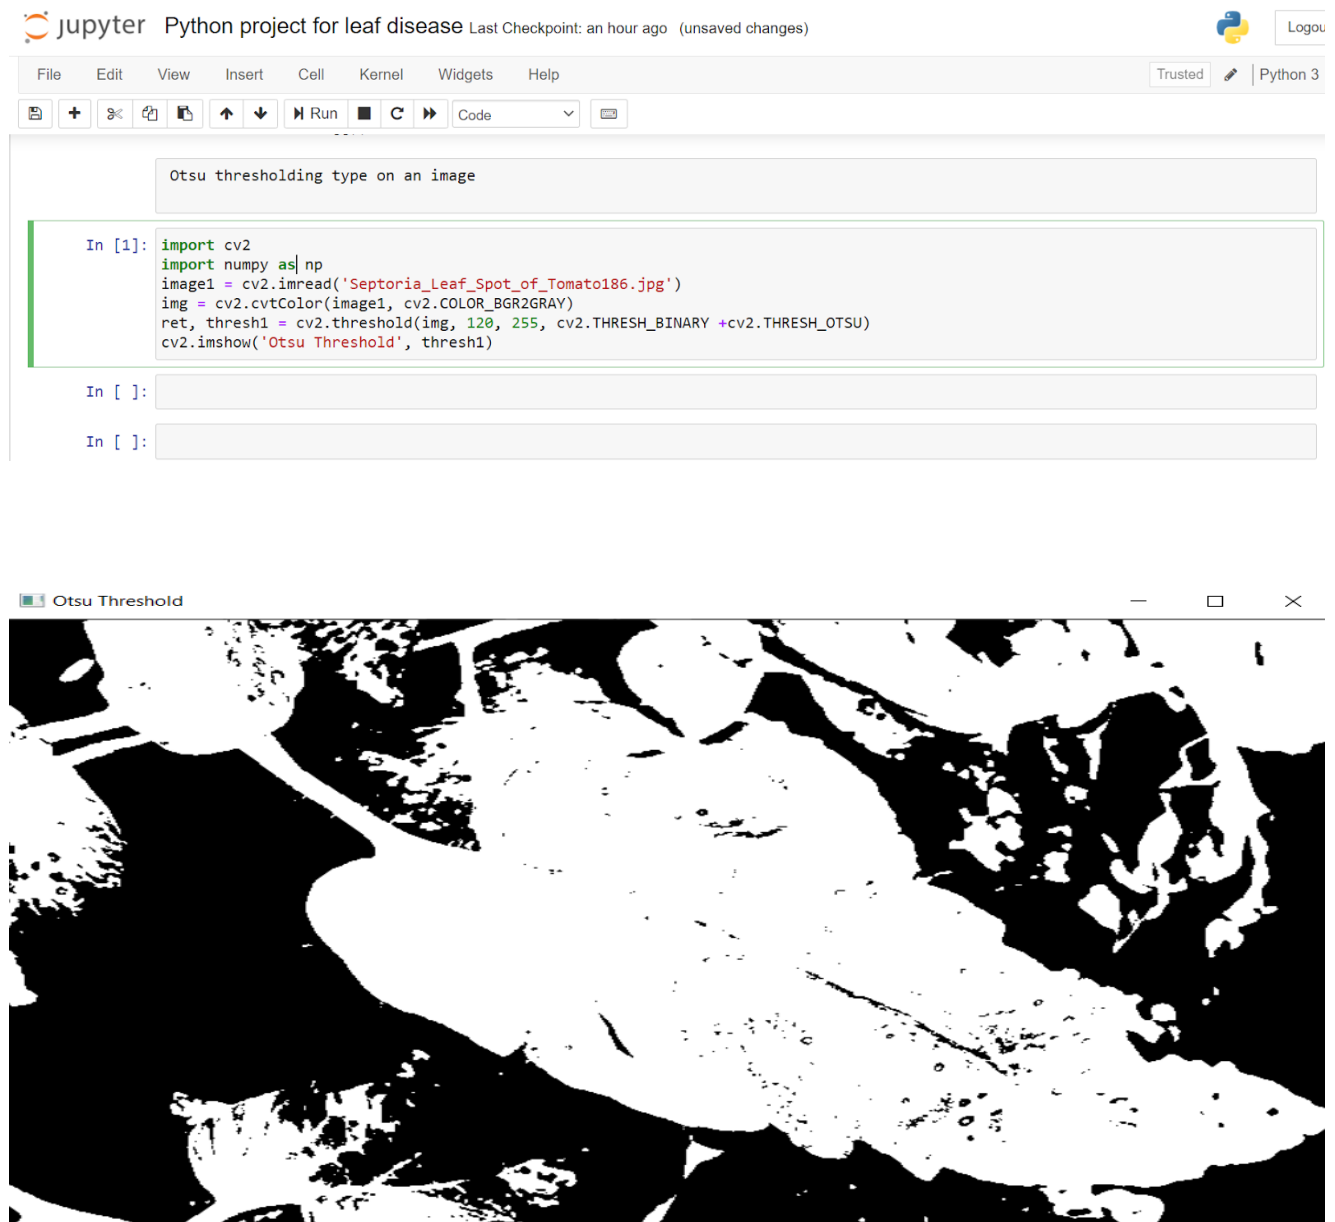 jupyter Python project for leaf disease Last Checkpoint: an hour ago (unsaved changes)
File Edit View Insert Cell Kernel Widgets Help Trusted Python 3
Run Code
Otsu thresholding type on an image
In [1]: import cv2
import numpy as np
image1 = cv2.imread('Septoria_Leaf_Spot_of_Tomato186.jpg')
img = cv2.cvtColor(image1, cv2.COLOR_BGR2GRAY)
ret, thresh1 = cv2.threshold(img, 120, 255, cv2.THRESH_BINARY +cv2.THRESH_OTSU)
cv2.imshow('Otsu Threshold', thresh1)
In [ ]:
In [ ]:
Otsu Threshold